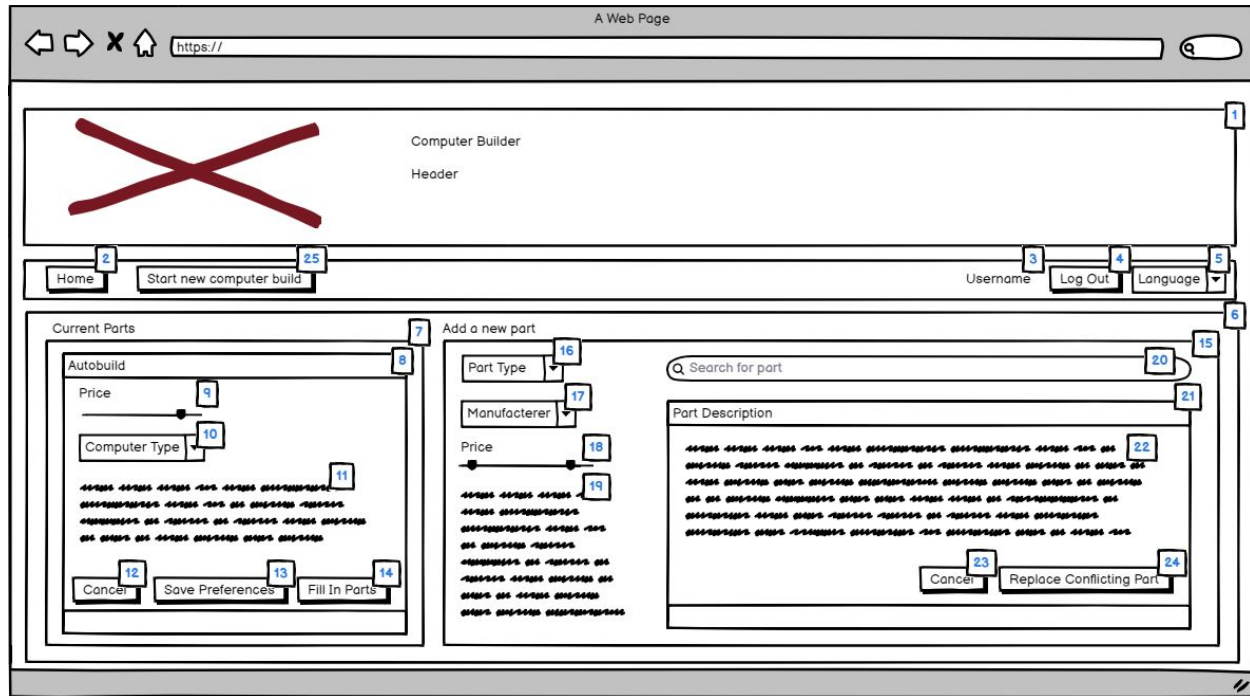 A Web Page
https://
1
Computer Builder
Header
2
25
3
4
5
Home
Start new computer build
Username
Log Out
Language
6
Current Parts
7
Add a new part
15
8
Autobuild
Price
9
10
Computer Type
11
12
13
14
Cancel
Save Preferences
Fill In Parts
16
Part Type
17
Manufacterer
Price
18
19
20
Search for part
21
Part Description
22
23
24
Cancel
Replace Conflicting Part